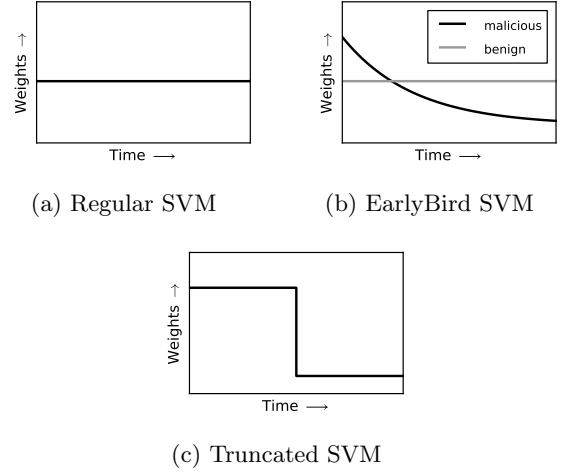 Weights →
Time →
(a) Regular SVM
malicious
benign
Weights →
Time →
(b) EarlyBird SVM
Weights →
Time →
(c) Truncated SVM